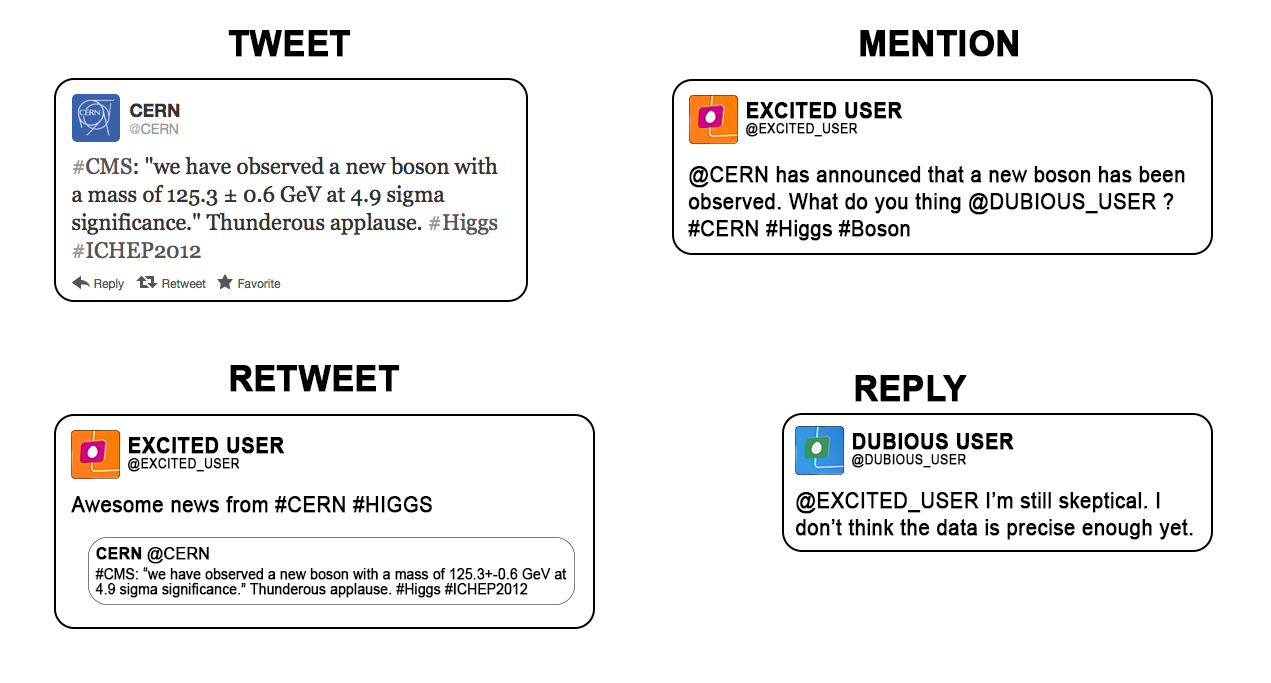 TWEET
CERN
CERN
@CERN
#CMS: "we have observed a new boson with
a mass of 125.3 ± 0.6 GeV at 4.9 sigma
significance." Thunderous applause. #Higgs
#ICHEP2012
Reply Retweet Favorite
MENTION
EXCITED USER
@EXCITED_USER
@CERN has announced that a new boson has been
observed. What do you thing @DUBIOUS_USER ?
#CERN #Higgs #Boson
RETWEET
EXCITED USER
@EXCITED_USER
Awesome news from #CERN #HIGGS
CERN @CERN
#CMS: “we have observed a new boson with a mass of 125.3+-0.6 GeV at
4.9 sigma significance.” Thunderous applause. #Higgs #ICHEP2012
REPLY
DUBIOUS USER
@DUBIOUS_USER
@EXCITED_USER I’m still skeptical. I
don’t think the data is precise enough yet.